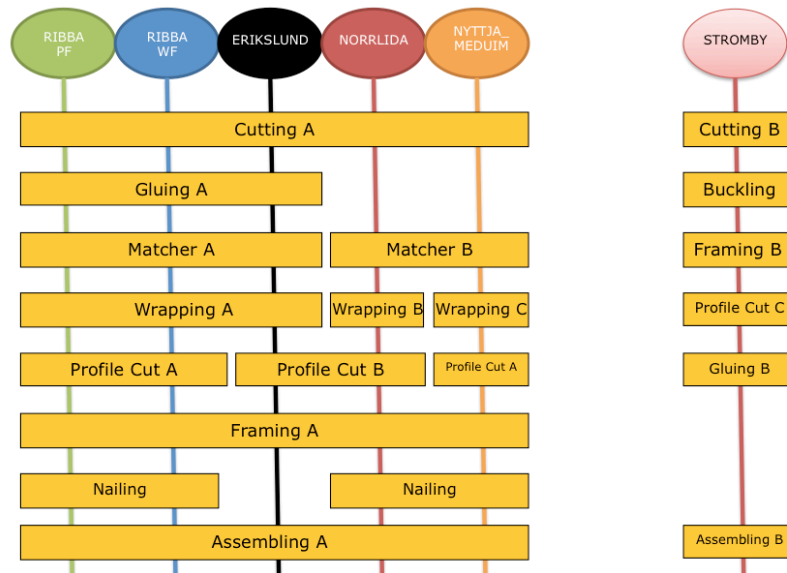 RIBBA
PF
RIBBA
WF
ERIKSLUND
NORRLIDA
NYTTJA_
MEDUIM
STROMBY
Cutting A
Cutting B
Gluing A
Buckling
Matcher A
Matcher B
Framing B
Wrapping A
Wrapping B
Wrapping C
Profile Cut C
Profile Cut A
Profile Cut B
Profile Cut A
Gluing B
Framing A
Nailing
Nailing
Assembling A
Assembling B